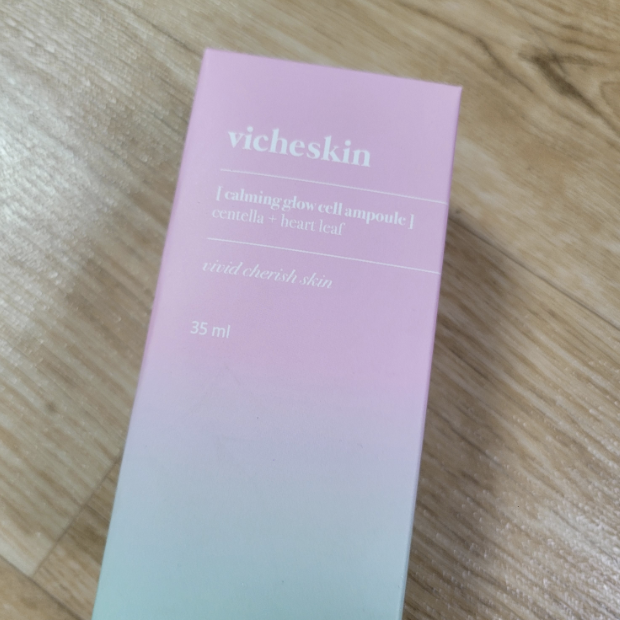 vicheskin
[ calming glow cell ampoule ]
centella + heart leaf
vivid cherish skin
35 ml